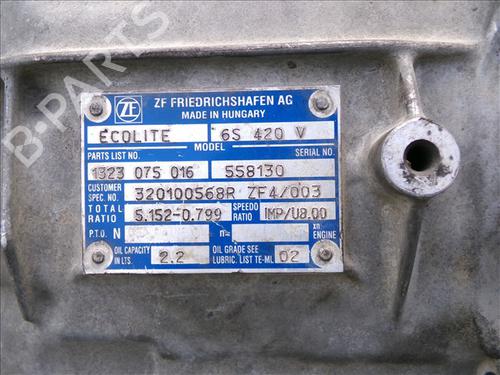 B-PARTS
ZF
ZF FRIEDRICHSHAFEN AG
MADE IN HUNGARY
ECOLITE 6S 420 V
MODEL
PARTS LIST NO. SERIAL NO.
1323 075 016 558130
CUSTOMER SPEC. NO. 320100568R ZF4/003
TOTAL RATIO 5.152-0.799 SPEEDO RATIO IMP/U8.00
P.T.O. N n= xn ENGINE
OIL CAPACITY IN LTS. 2.2 OIL GRADE SEE LUBRIC. LIST TE-ML 02